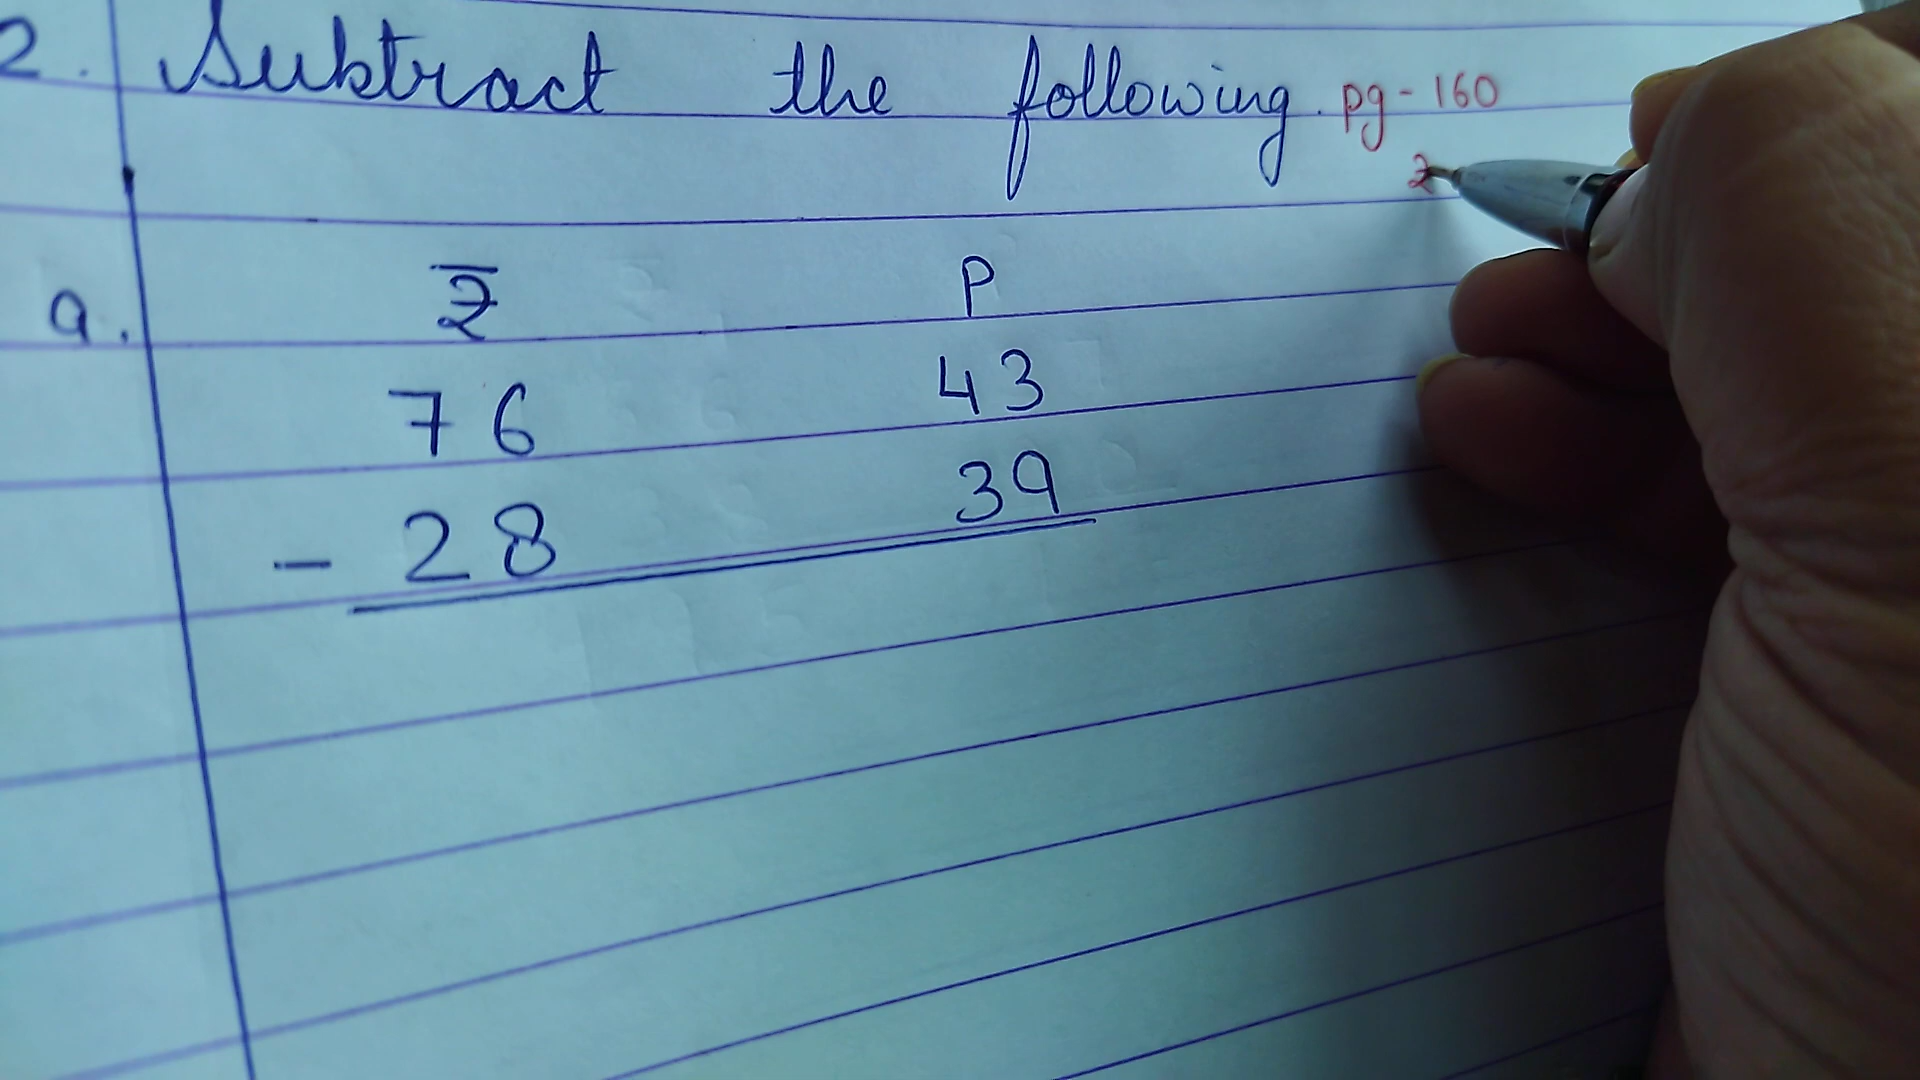 2. Subtract the following. pg - 160
2
a. ₹ P
76 43
- 28 39